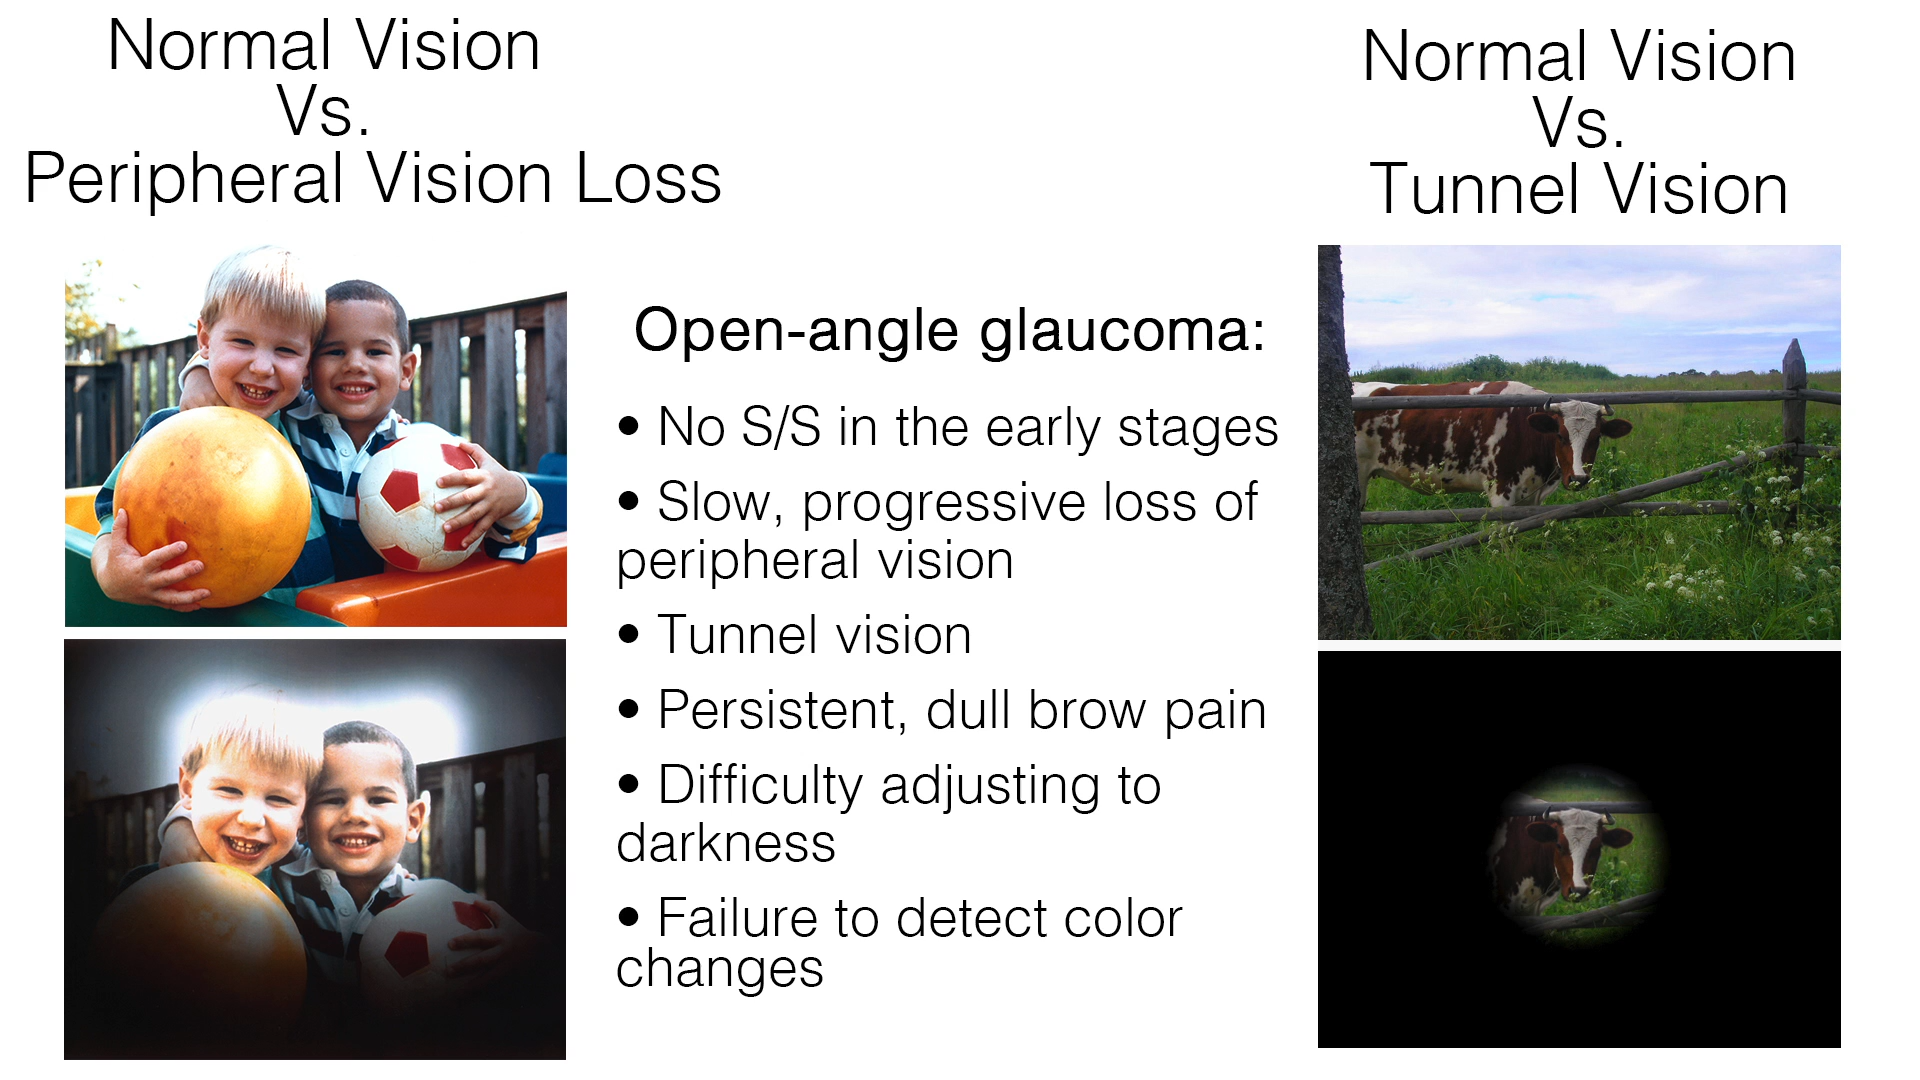 Normal Vision
Vs.
Peripheral Vision Loss
Normal Vision
Vs.
Tunnel Vision
Open-angle glaucoma:
• No S/S in the early stages
• Slow, progressive loss of
peripheral vision
• Tunnel vision
• Persistent, dull brow pain
• Difficulty adjusting to
darkness
• Failure to detect color
changes